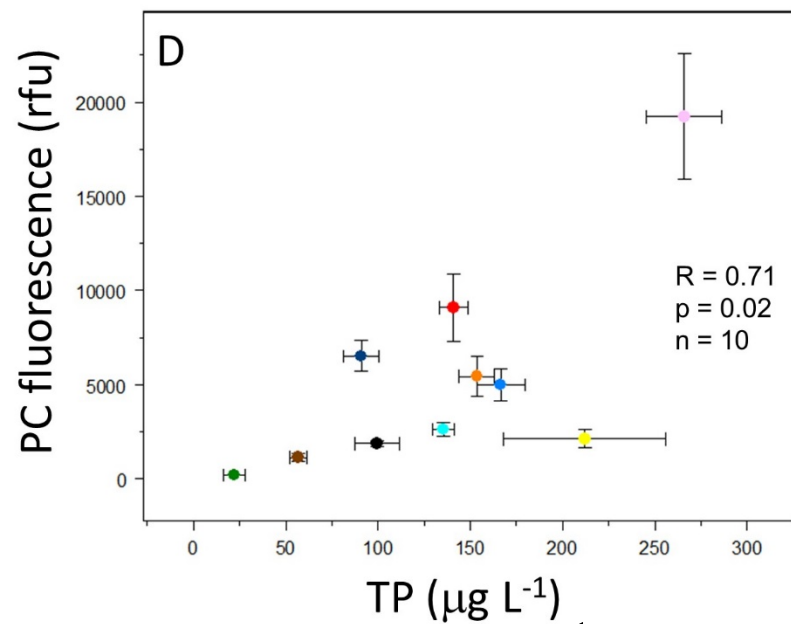 D
PC fluorescence (rfu)
20000
15000
10000
5000
0
R = 0.71
p = 0.02
n = 10
0 50 100 150 200 250 300
TP (μg L-1)